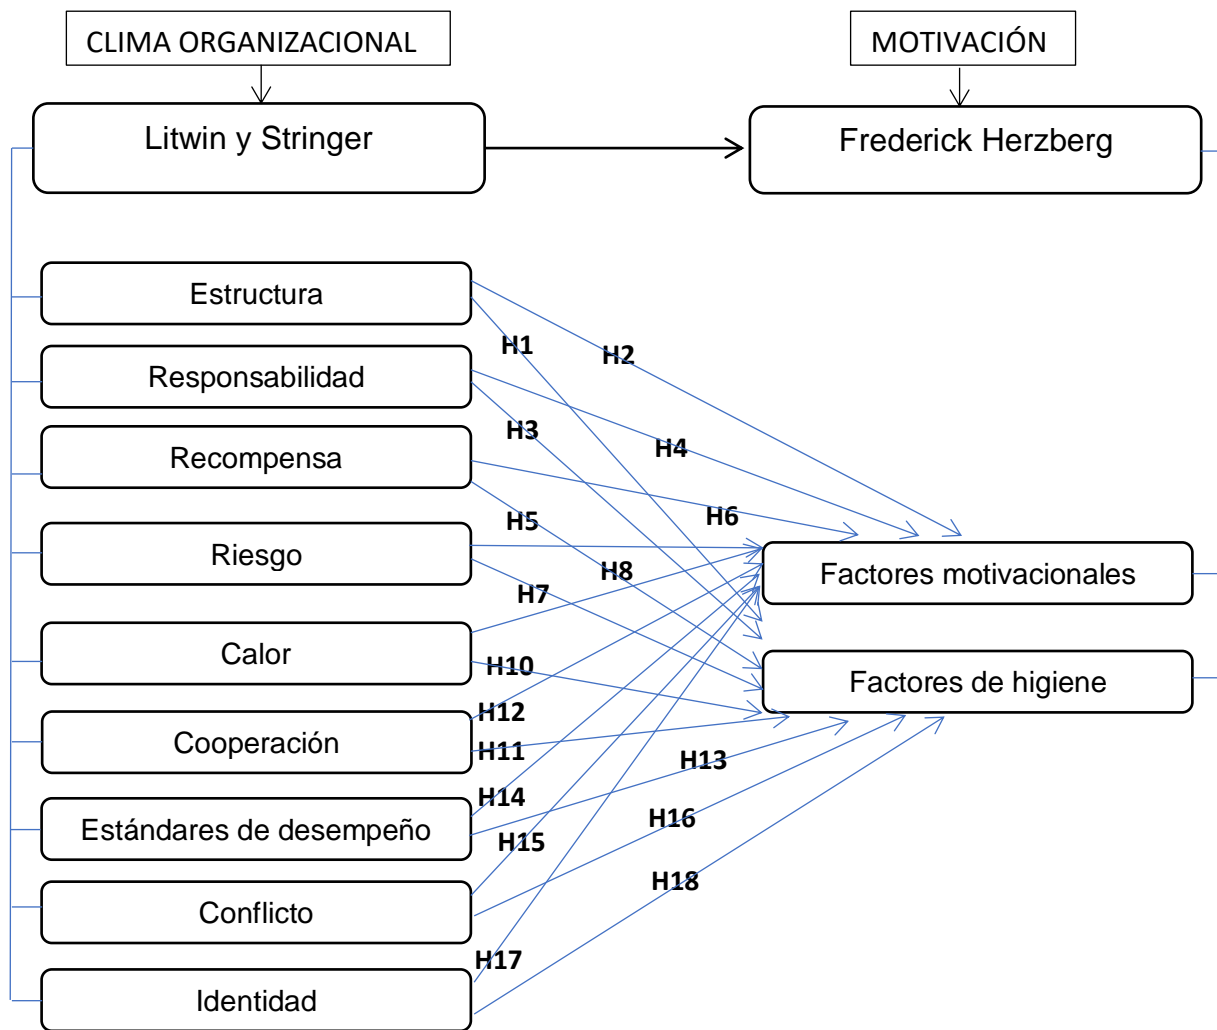 CLIMA ORGANIZACIONAL
MOTIVACIÓN
Litwin y Stringer
Frederick Herzberg
Estructura
H1
H2
Responsabilidad
H3
H4
Recompensa
H5
H6
Riesgo
H7
H8
Factores motivacionales
Calor
H10
Factores de higiene
Cooperación
H12
H11
H13
Estándares de desempeño
H14
H16
H15
Conflicto
H18
H17
Identidad